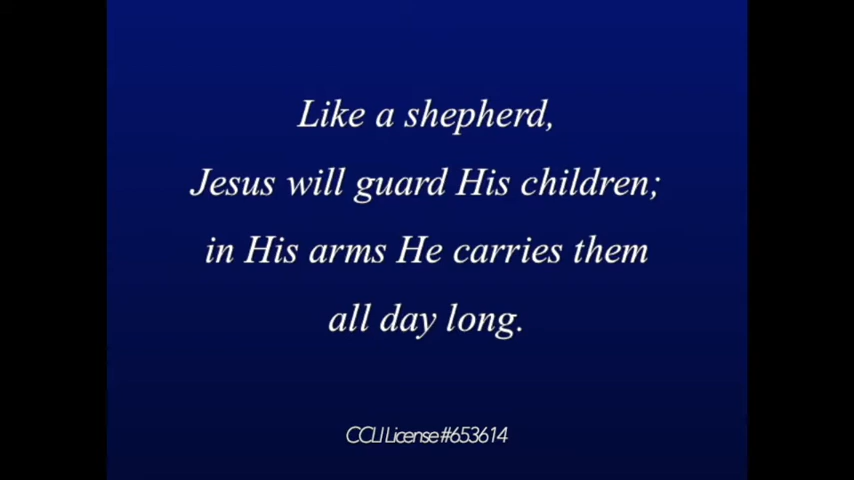 Like a shepherd,
Jesus will guard His children;
in His arms He carries them
all day long.
CCLI License #653614